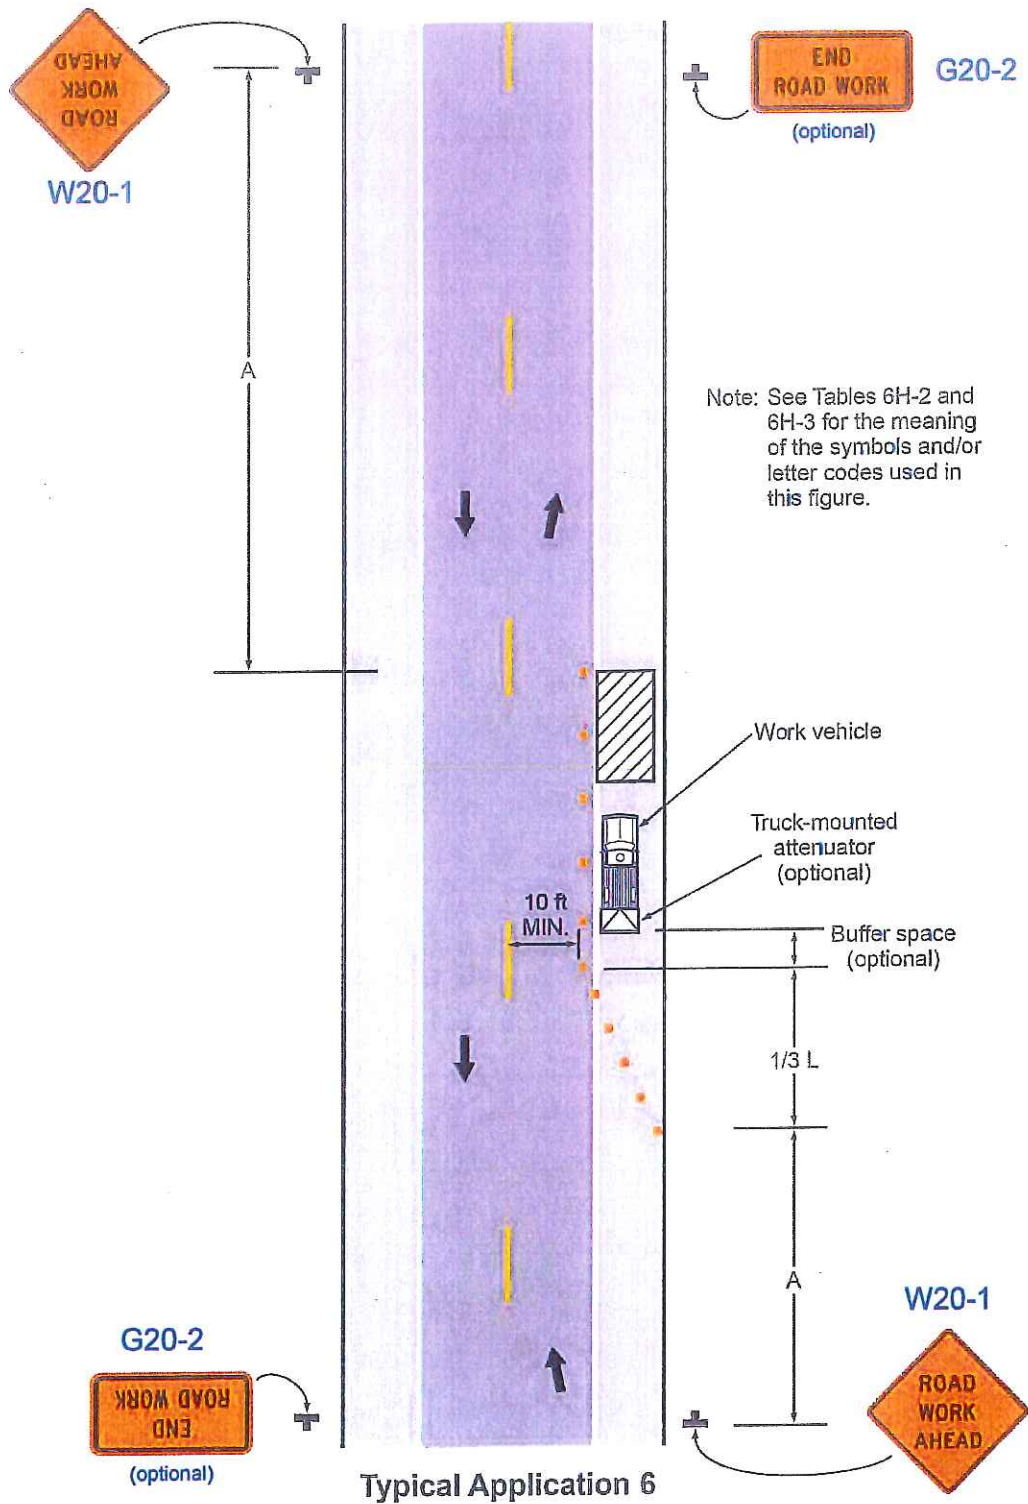 ROAD
WORK
AHEAD
W20-1
END
ROAD WORK
(optional)
G20-2
A
Note: See Tables 6H-2 and
6H-3 for the meaning
of the symbols and/or
letter codes used in
this figure.
Work vehicle
Truck-mounted
attenuator
(optional)
10 ft
MIN.
Buffer space
(optional)
1/3 L
A
W20-1
ROAD
WORK
AHEAD
G20-2
END
ROAD WORK
(optional)
Typical Application 6